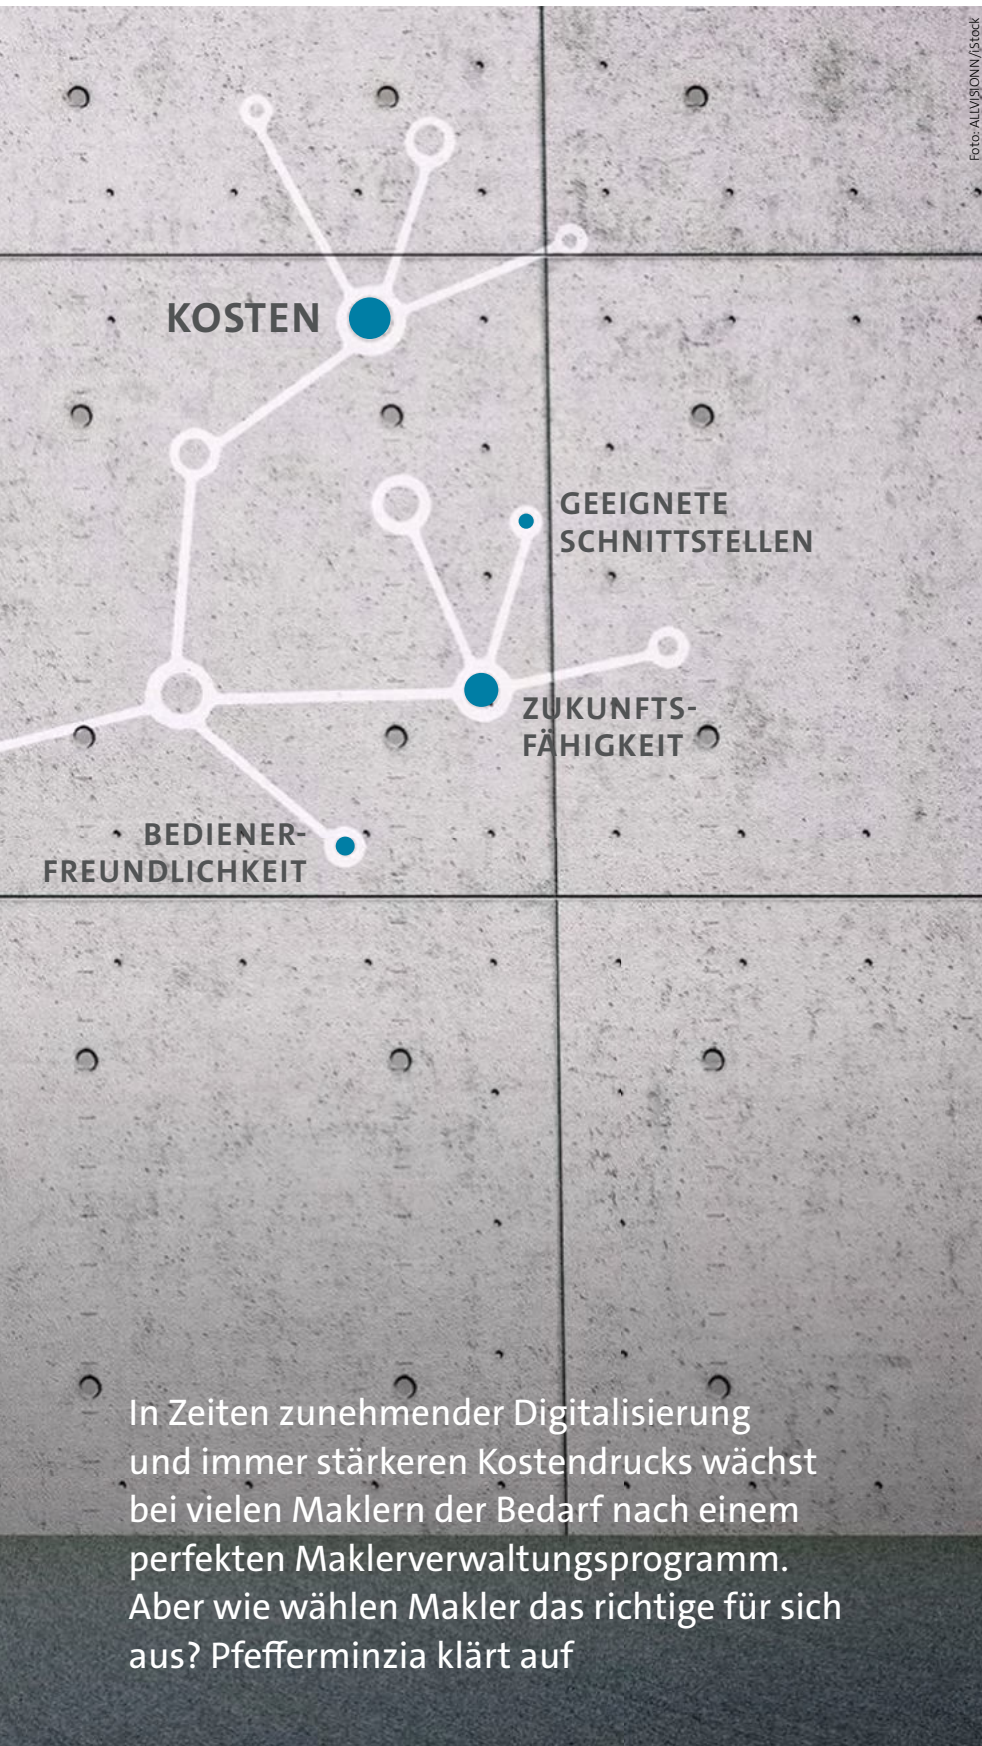 Foto: ALLVISIONN/iStock
KOSTEN
GEEIGNETE
SCHNITTSTELLEN
ZUKUNFTS-
FÄHIGKEIT
BEDIENER-
FREUNDLICHKEIT
In Zeiten zunehmender Digitalisierung
und immer stärkeren Kostendrucks wächst
bei vielen Maklern der Bedarf nach einem
perfekten Maklerverwaltungsprogramm.
Aber wie wählen Makler das richtige für sich
aus? Pfefferminzia klärt auf